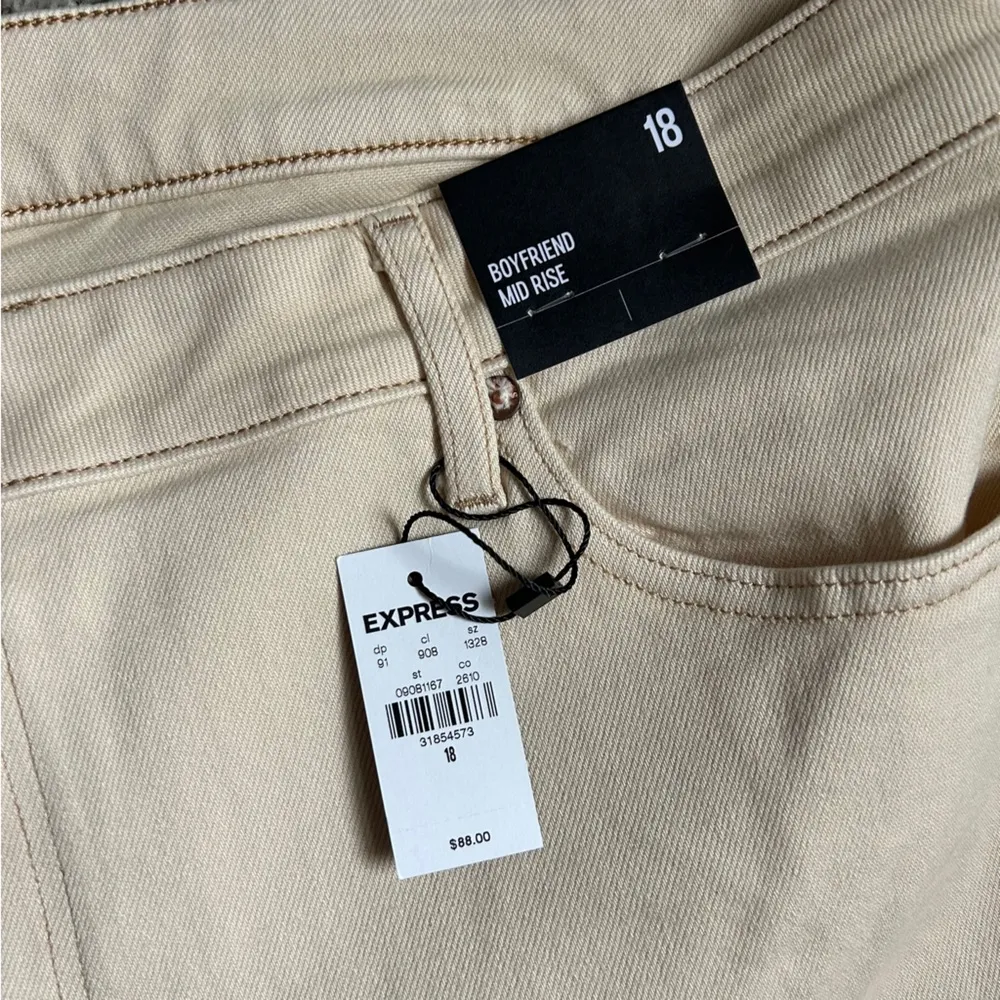 18
BOYFRIEND
MID RISE
EXPRESS
dp cl sz
91 908 1328
st co
09081167 2610
31854573
18
$88.00